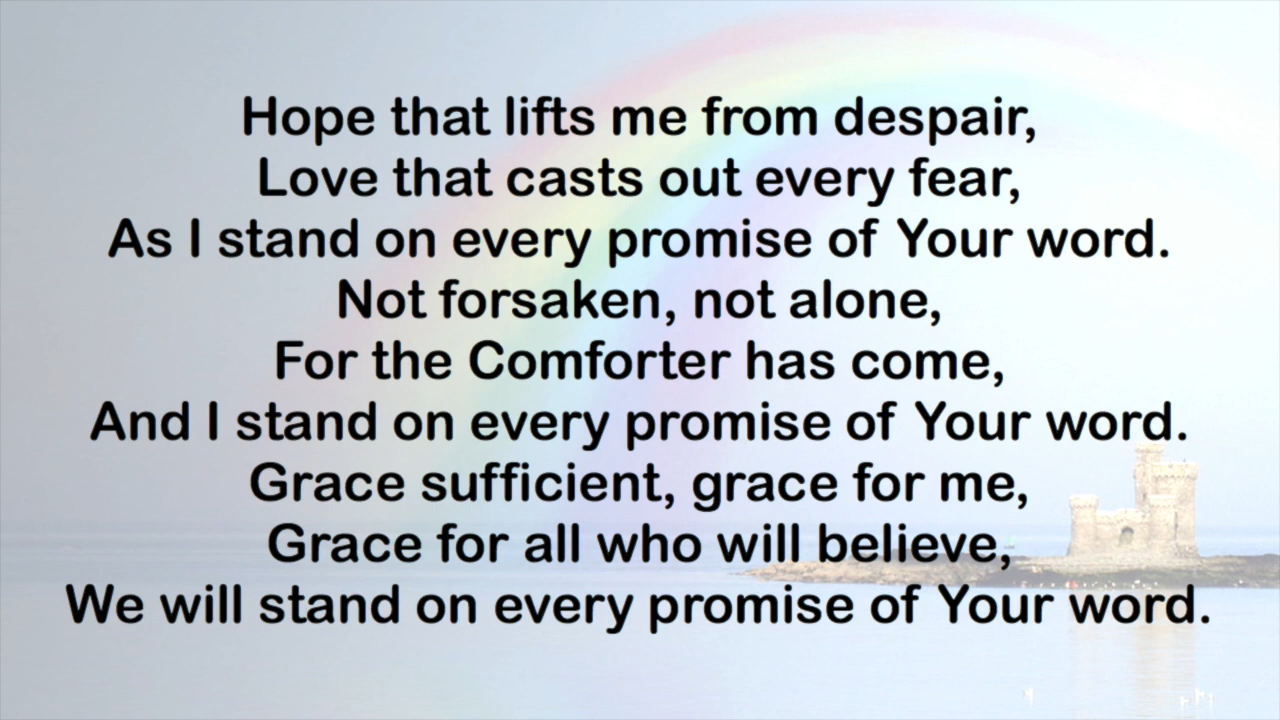 Hope that lifts me from despair,
Love that casts out every fear,
As I stand on every promise of Your word.
Not forsaken, not alone,
For the Comforter has come,
And I stand on every promise of Your word.
Grace sufficient, grace for me,
Grace for all who will believe,
We will stand on every promise of Your word.